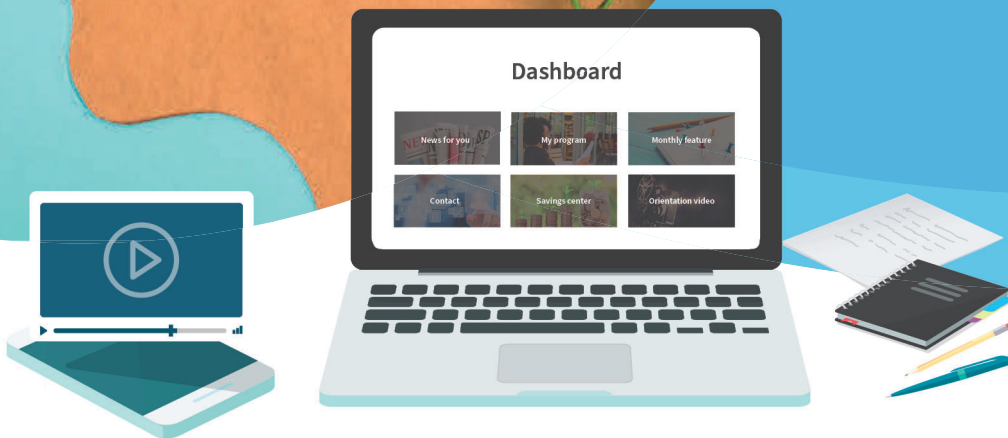 Dashboard
News for you
My program
Monthly feature
Contact
Savings center
Orientation video